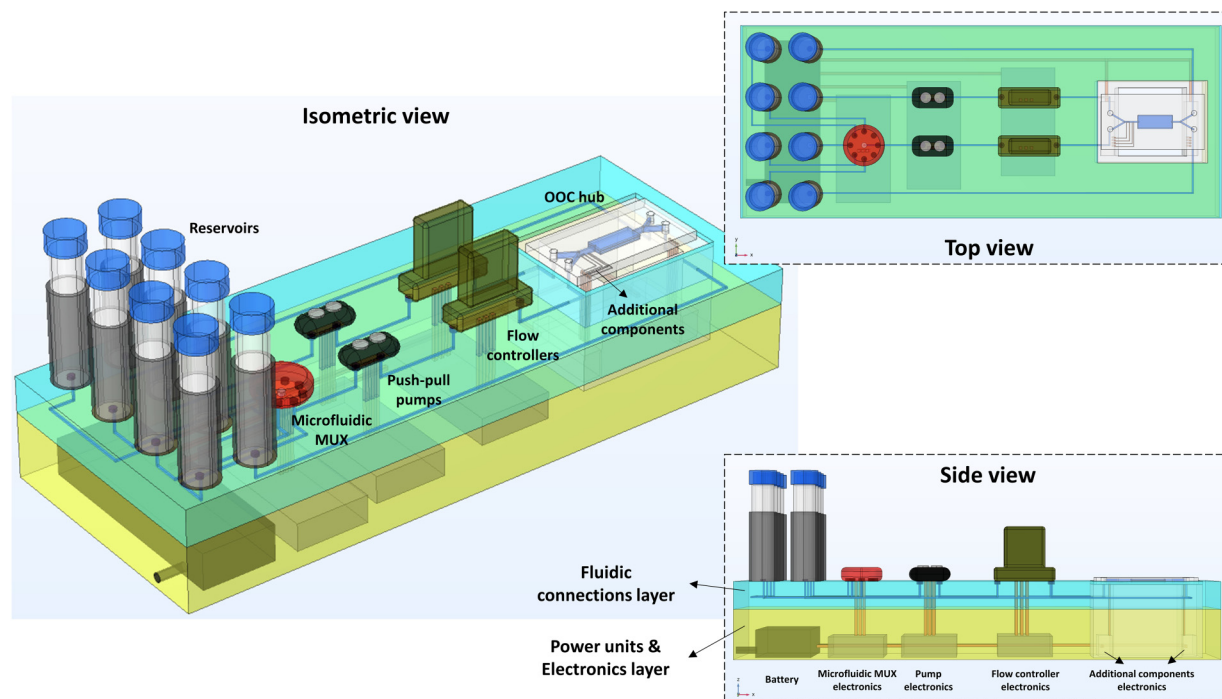 Isometric view
Reservoirs
OOC hub
Additional
components
Flow
controllers
Push-pull
pumps
Microfluidic
MUX
Top view
y
x
Side view
Fluidic
connections layer
Power units &
Electronics layer
Battery
Microfluidic MUX
electronics
Pump
electronics
Flow controller
electronics
Additional components
electronics
z
x